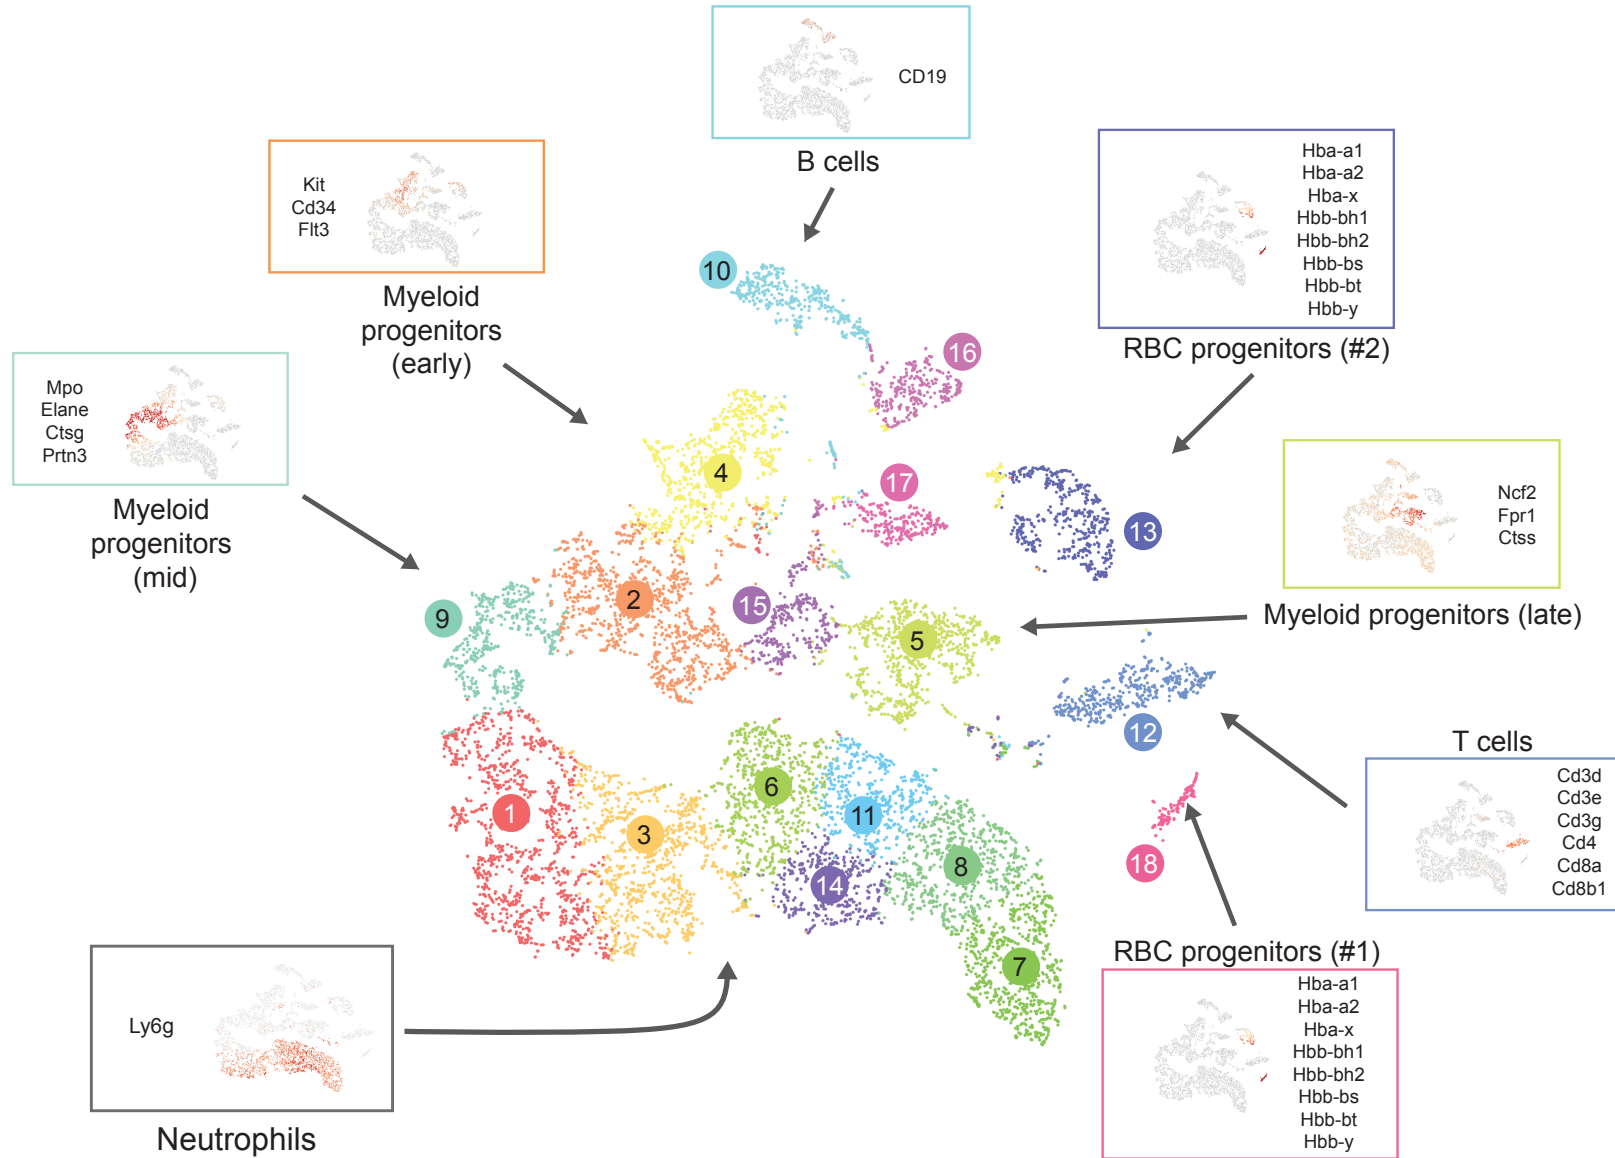 CD19
B cells
Kit
Cd34
Flt3
Myeloid
progenitors
(early)
Hba-a1
Hba-a2
Hba-x
Hbb-bh1
Hbb-bh2
Hbb-bs
Hbb-bt
Hbb-y
RBC progenitors (#2)
Mpo
Elane
Ctsg
Prtn3
Myeloid
progenitors
(mid)
Ncf2
Fpr1
Ctss
Myeloid progenitors (late)
10
16
4
17
13
2
15
9
5
12
6
1
11
3
8
14
18
7
T cells
Cd3d
Cd3e
Cd3g
Cd4
Cd8a
Cd8b1
RBC progenitors (#1)
Hba-a1
Hba-a2
Hba-x
Hbb-bh1
Hbb-bh2
Hbb-bs
Hbb-bt
Hbb-y
Ly6g
Neutrophils